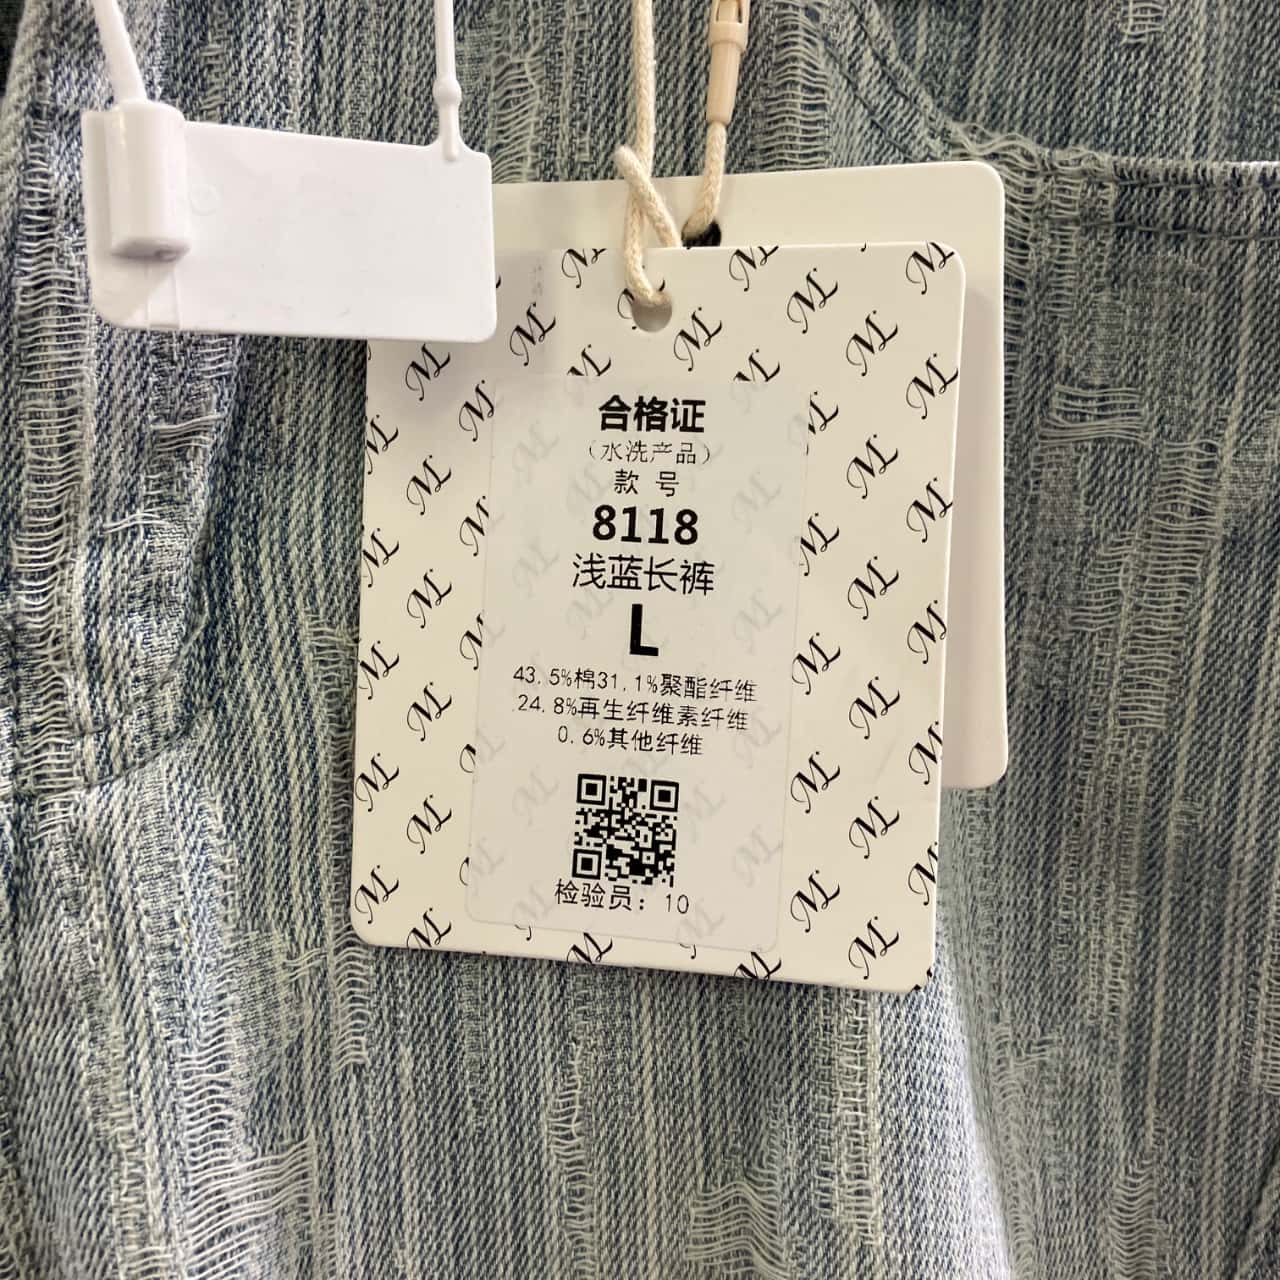 合格证
（水洗产品）
款 号
8118
浅蓝长裤
L
43.5%棉31.1%聚酯纤维
24.8%再生纤维素纤维
0.6%其他纤维
检验员：10